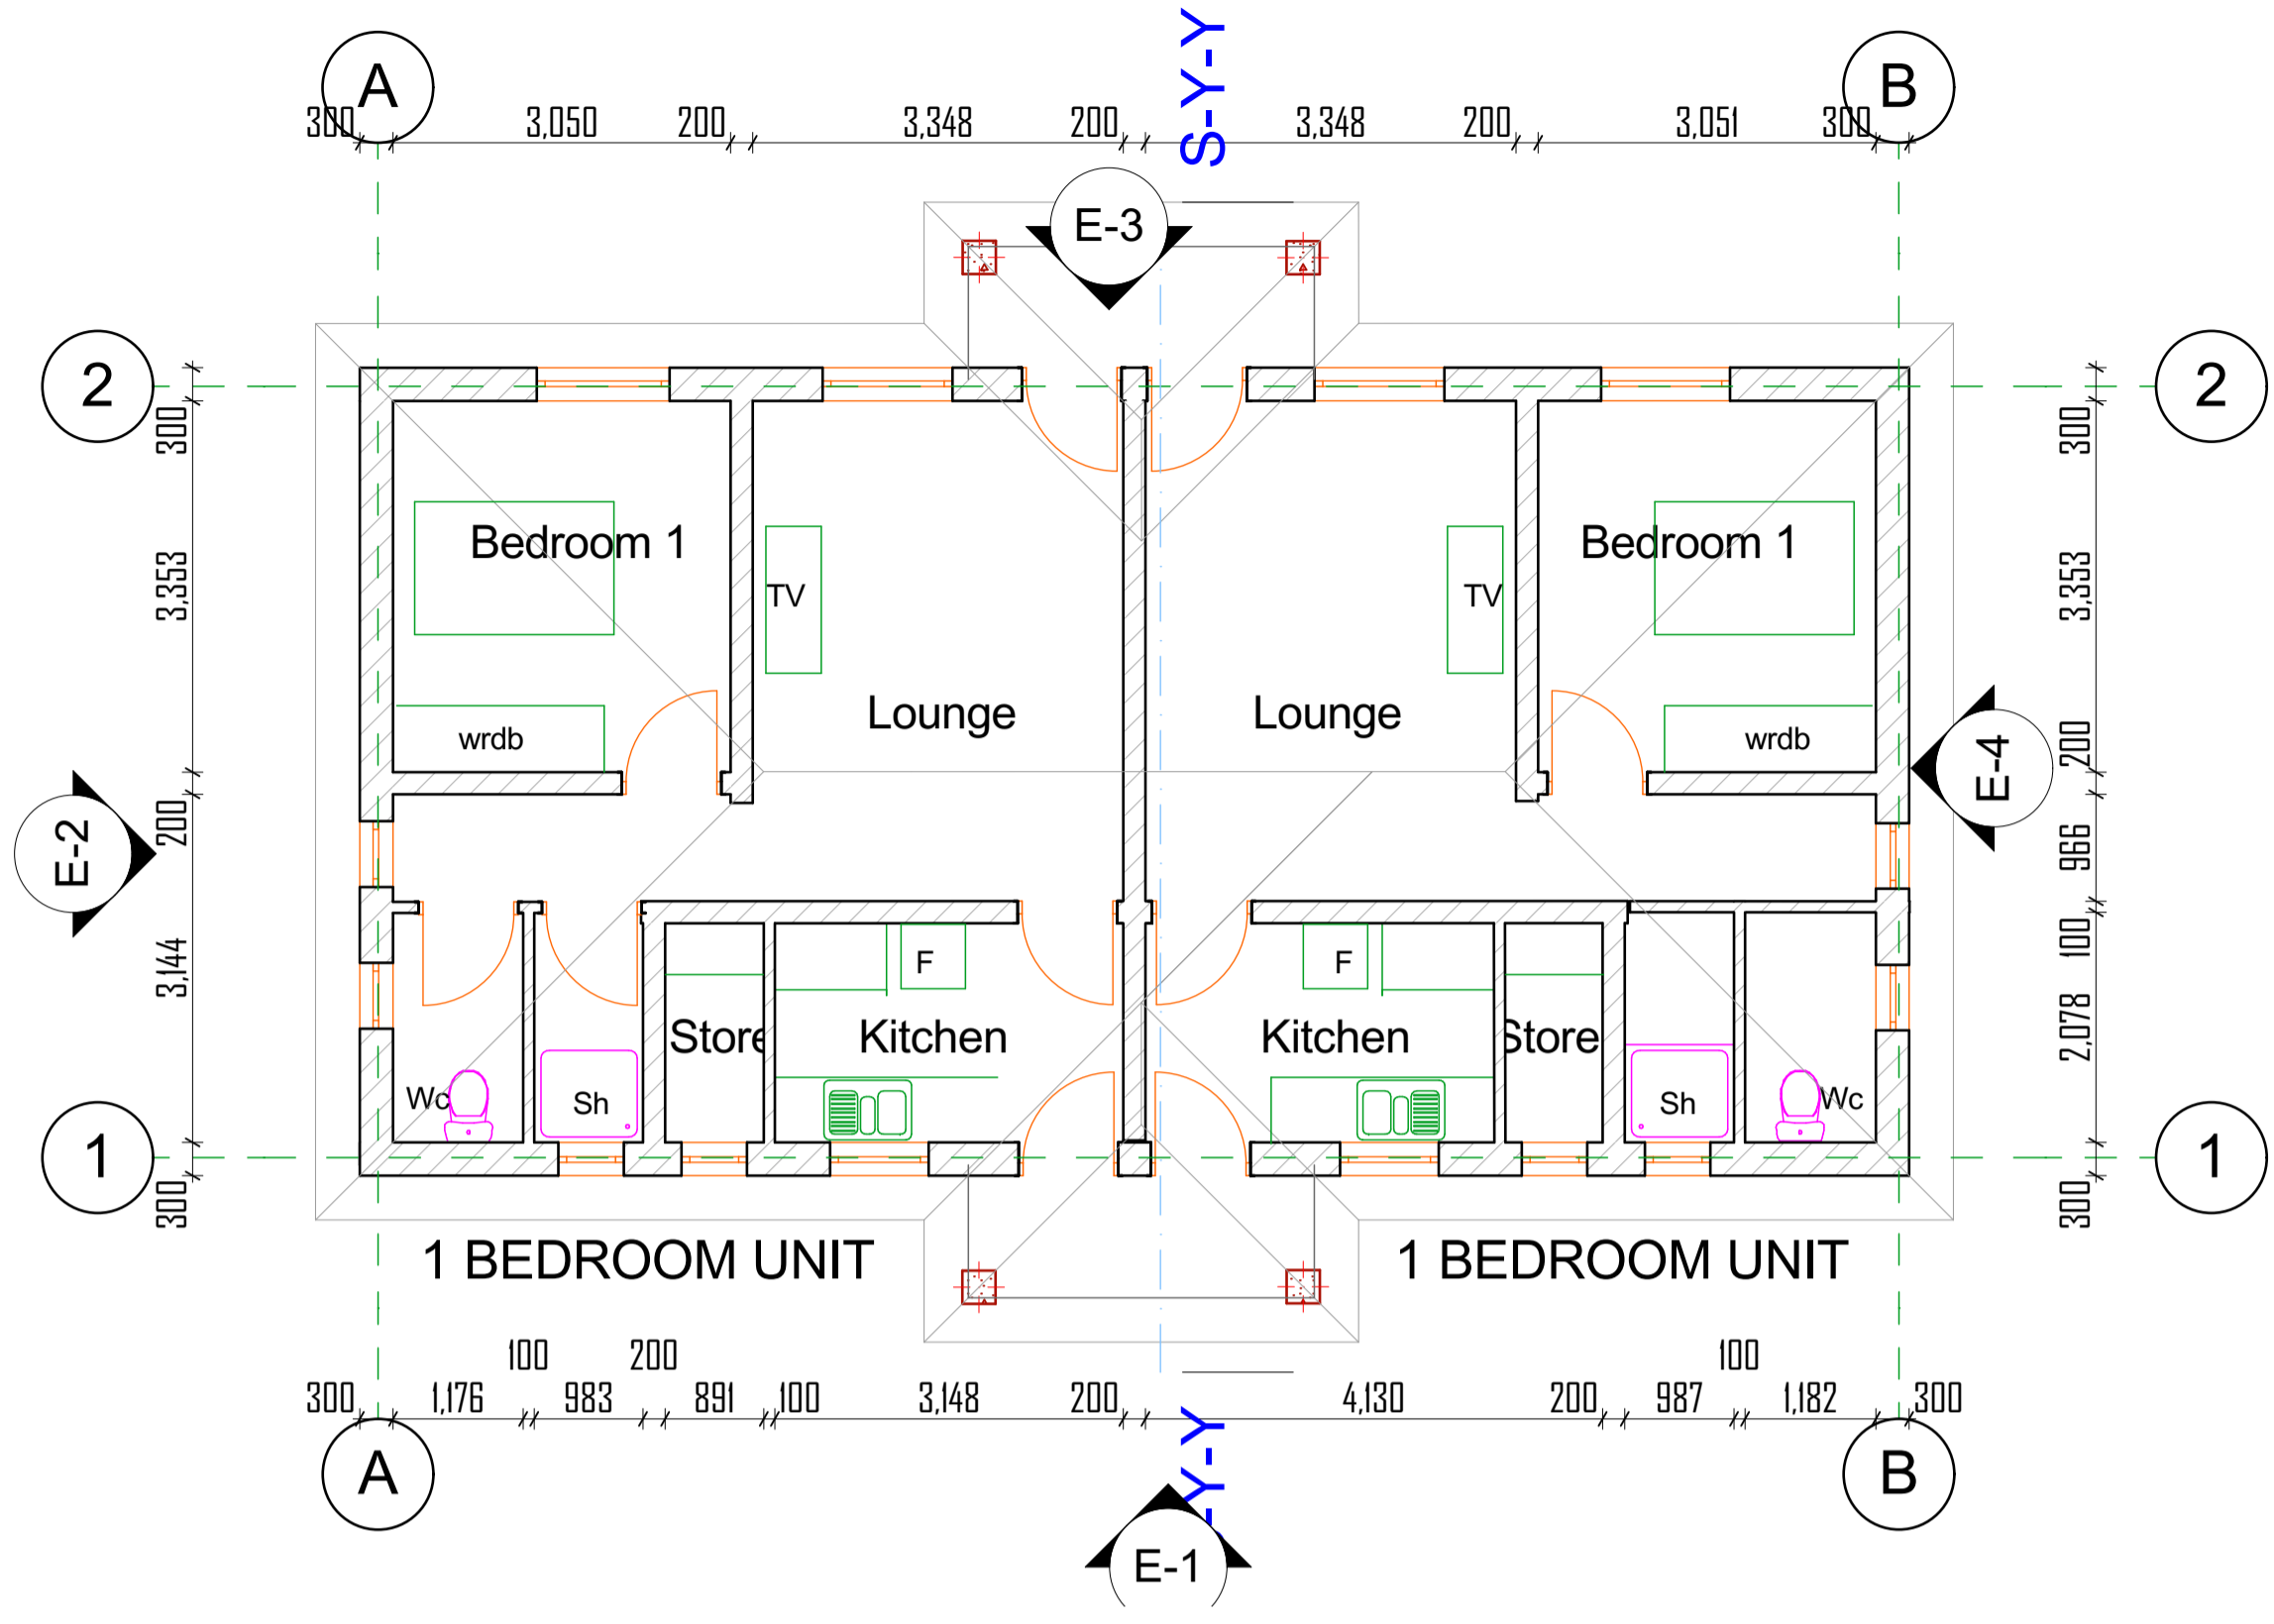 S-Y-Y
A
B
300 3,050 200 3,348 200 3,348 200 3,051 300
E-3
2
2
300
300
Bedroom 1
Bedroom 1
3,353
3,353
TV
TV
Lounge
Lounge
wrdb
wrdb
200
E-4
200
E-2
966
F
F
100
3,144
Store
Kitchen
Kitchen
Store
2,078
Wc
Sh
Sh
Wc
1
1
300
300
1 BEDROOM UNIT
1 BEDROOM UNIT
100 200 100
300 1,176 983 891 100 3,148 200 4,130 200 987 1,182 300
A
-Y-Y
B
E-1